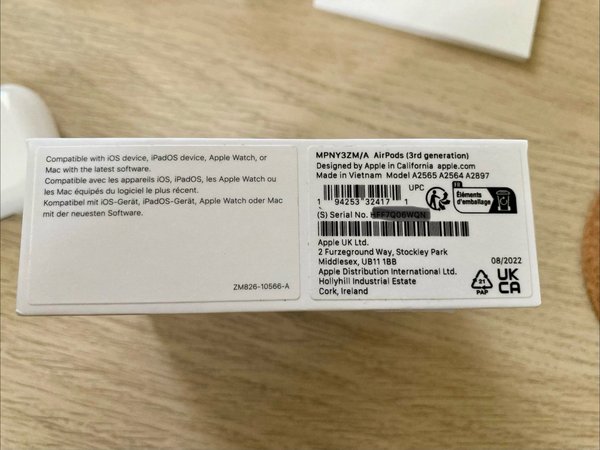 Compatible with iOS device, iPadOS device, Apple Watch, or
Mac with the latest software.
Compatible avec les appareils iOS, iPadOS, les Apple Watch ou
les Mac équipés du logiciel le plus récent.
Kompatibel mit iOS-Gerät, iPadOS-Gerät, Apple Watch oder Mac
mit der neuesten Software.
ZM826-10566-A
MPNY3ZM/A AirPods (3rd generation)
Designed by Apple in California apple.com
Made in Vietnam Model A2565 A2564 A2897
UPC
1 94253 32417 1
FR
Éléments
d'emballage
(S) Serial No.
Apple UK Ltd.
2 Furzeground Way, Stockley Park
Middlesex, UB11 1BB
Apple Distribution International Ltd.
Hollyhill Industrial Estate
Cork, Ireland
08/2022
21
PAP
UK
CA